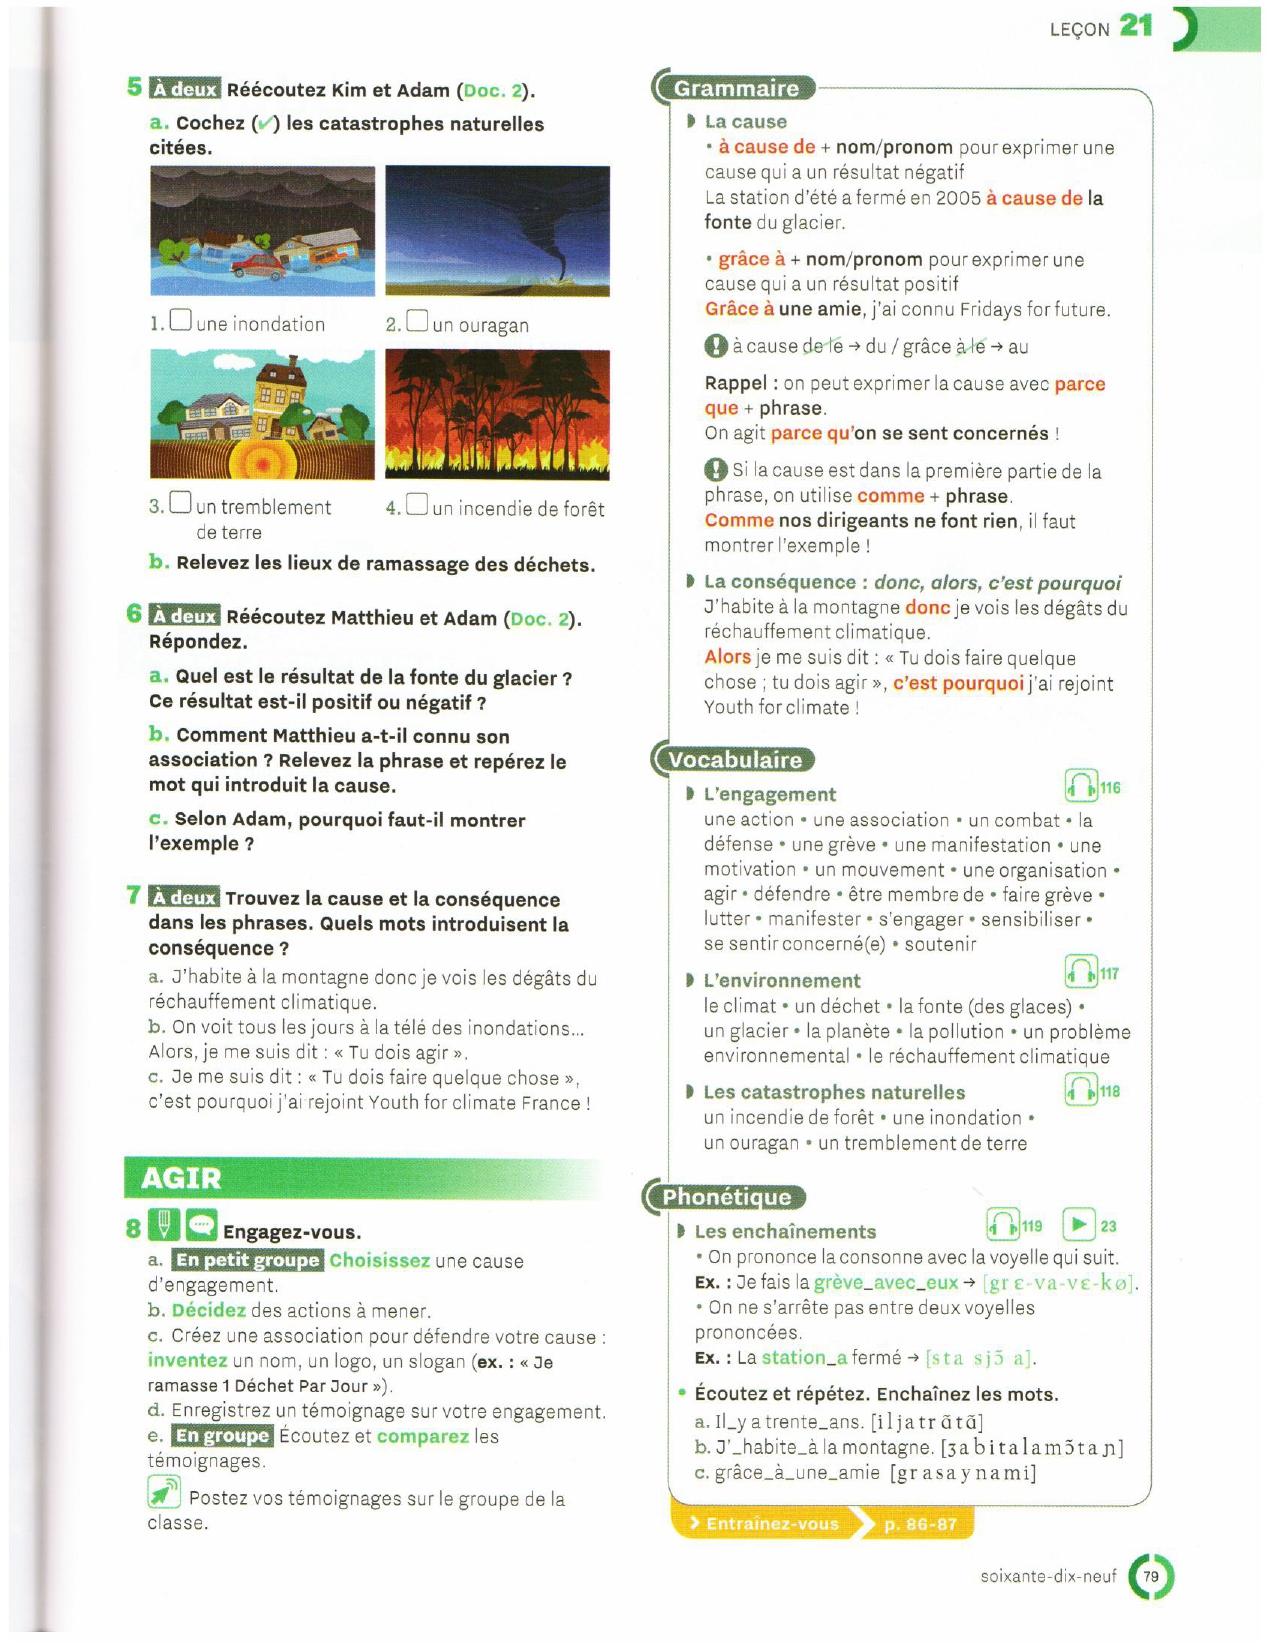 LEÇON 21
5 À deux Réécoutez Kim et Adam (Doc. 2).
a. Cochez (✓) les catastrophes naturelles
citées.
1. ☐ une inondation
2. ☐ un ouragan
3. ☐ un tremblement
de terre
4. ☐ un incendie de forêt
b. Relevez les lieux de ramassage des déchets.
6 À deux Réécoutez Matthieu et Adam (Doc. 2).
Répondez.
a. Quel est le résultat de la fonte du glacier ?
Ce résultat est-il positif ou négatif ?
b. Comment Matthieu a-t-il connu son
association ? Relevez la phrase et repérez le
mot qui introduit la cause.
c. Selon Adam, pourquoi faut-il montrer
l'exemple ?
7 À deux Trouvez la cause et la conséquence
dans les phrases. Quels mots introduisent la
conséquence ?
a. J'habite à la montagne donc je vois les dégâts du
réchauffement climatique.
b. On voit tous les jours à la télé des inondations...
Alors, je me suis dit : « Tu dois agir ».
c. Je me suis dit : « Tu dois faire quelque chose »,
c'est pourquoi j'ai rejoint Youth for climate France !
AGIR
8 Engagez-vous.
a. En petit groupe Choisissez une cause
d'engagement.
b. Décidez des actions à mener.
c. Créez une association pour défendre votre cause :
inventez un nom, un logo, un slogan (ex. : « Je
ramasse 1 Déchet Par Jour »).
d. Enregistrez un témoignage sur votre engagement.
e. En groupe Écoutez et comparez les
témoignages.
Postez vos témoignages sur le groupe de la
classe.
Grammaire
La cause
• à cause de + nom/pronom pour exprimer une
cause qui a un résultat négatif
La station d'été a fermé en 2005 à cause de la
fonte du glacier.
• grâce à + nom/pronom pour exprimer une
cause qui a un résultat positif
Grâce à une amie, j'ai connu Fridays for future.
à cause de le → du / grâce à le → au
Rappel : on peut exprimer la cause avec parce
que + phrase.
On agit parce qu'on se sent concernés !
Si la cause est dans la première partie de la
phrase, on utilise comme + phrase.
Comme nos dirigeants ne font rien, il faut
montrer l'exemple !
La conséquence : donc, alors, c'est pourquoi
J'habite à la montagne donc je vois les dégâts du
réchauffement climatique.
Alors je me suis dit : « Tu dois faire quelque
chose ; tu dois agir », c'est pourquoi j'ai rejoint
Youth for climate !
Vocabulaire
L'engagement 116
une action • une association • un combat • la
défense • une grève • une manifestation • une
motivation • un mouvement • une organisation •
agir • défendre • être membre de • faire grève •
lutter • manifester • s'engager • sensibiliser •
se sentir concerné(e) • soutenir
L'environnement 117
le climat • un déchet • la fonte (des glaces) •
un glacier • la planète • la pollution • un problème
environnemental • le réchauffement climatique
Les catastrophes naturelles 118
un incendie de forêt • une inondation •
un ouragan • un tremblement de terre
Phonétique
Les enchaînements 119 23
• On prononce la consonne avec la voyelle qui suit.
Ex. : Je fais la grève_avec_eux → [gr ɛ-va-vɛ-kø].
• On ne s'arrête pas entre deux voyelles
prononcées.
Ex. : La station_a fermé → [sta sjɔ̃ a].
• Écoutez et répétez. Enchaînez les mots.
a. Il_y a trente_ans. [iljatrɑ̃tɑ̃]
b. J'_habite_à la montagne. [ʒabitalamɔ̃taɲ]
c. grâce_à_une_amie [grasaynami]
> Entraînez-vous > p. 86-87
soixante-dix-neuf 79